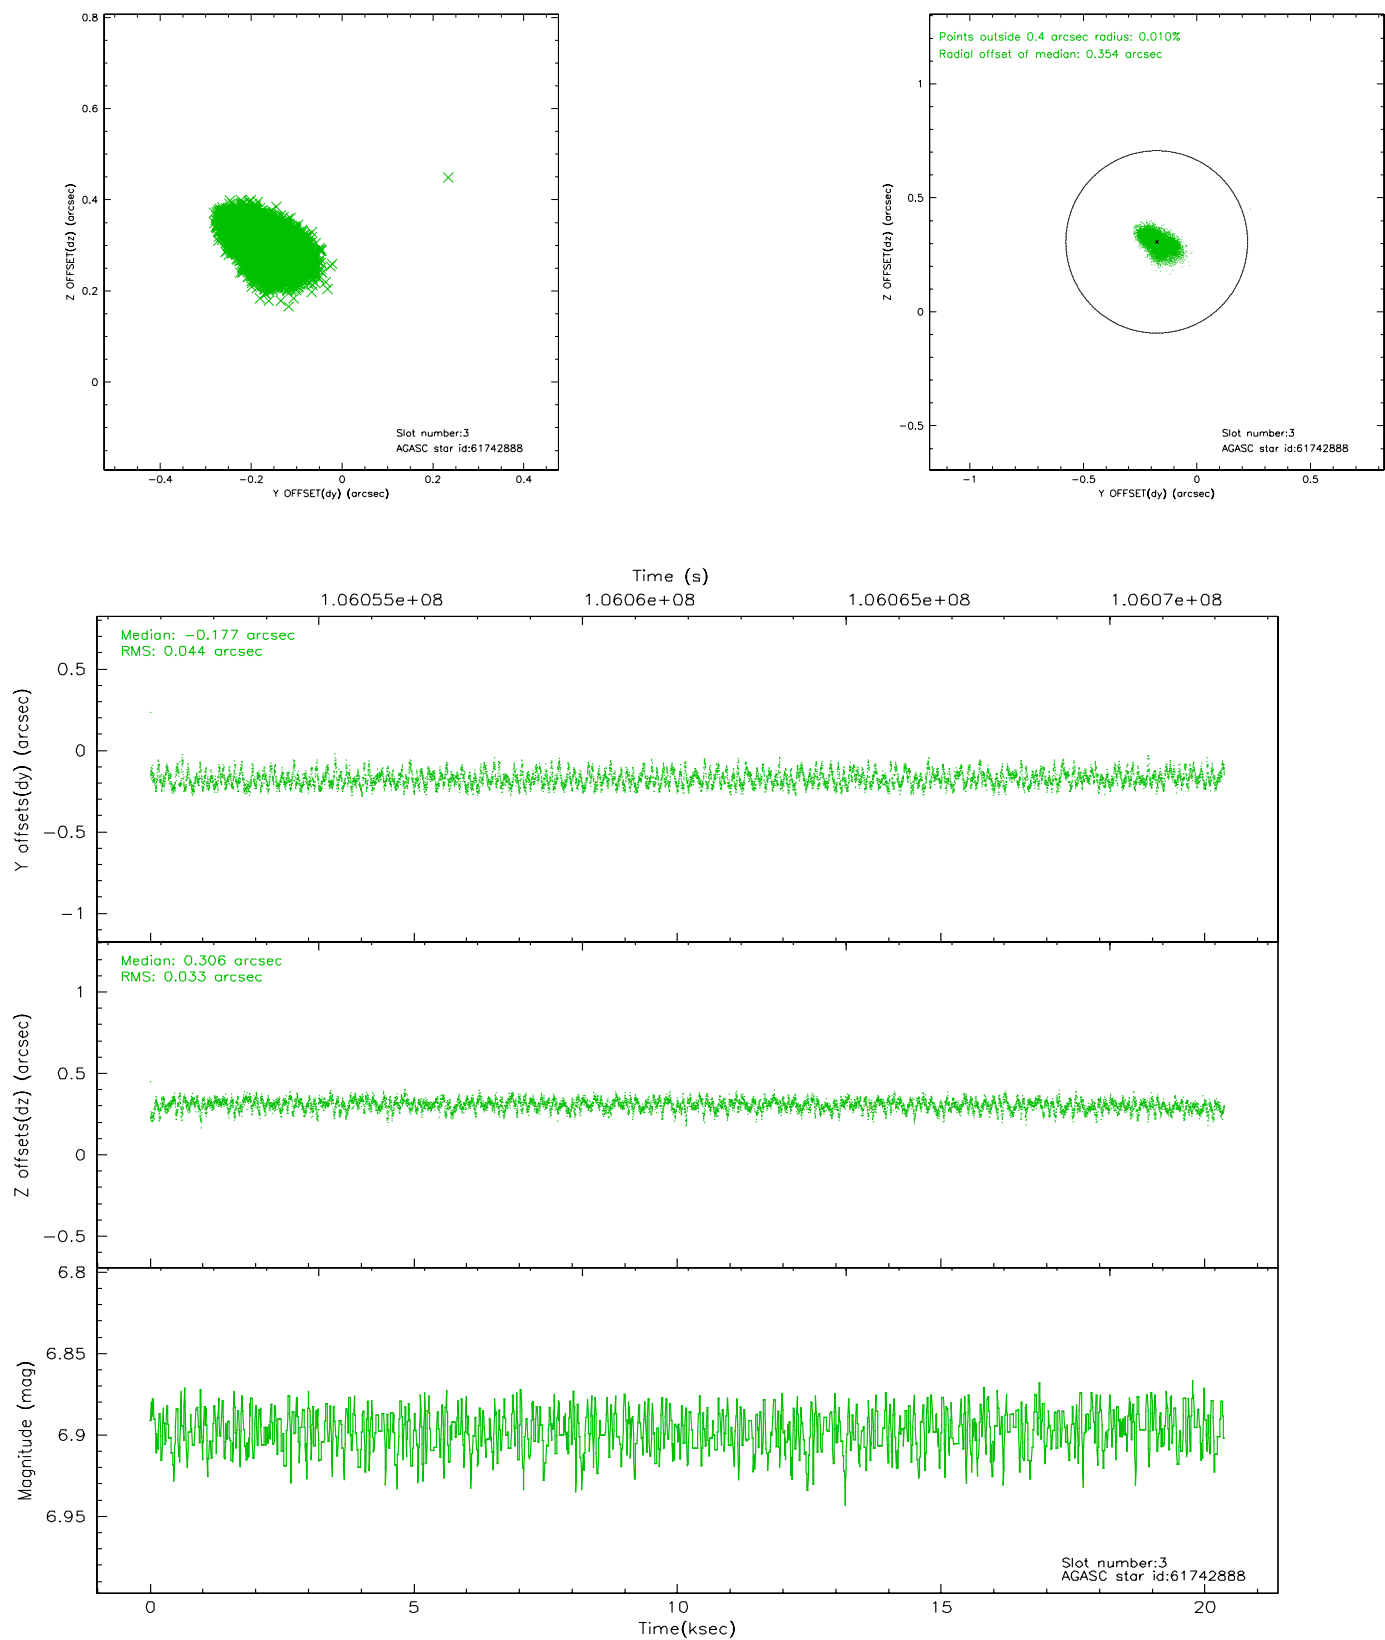 0.8
0.6
0.4
0.2
0
Z OFFSET(dz) (arcsec)
Slot number:3
AGASC star id:61742888
−0.4 −0.2 0 0.2 0.4
Y OFFSET(dy) (arcsec)
Points outside 0.4 arcsec radius: 0.010%
Radial offset of median: 0.354 arcsec
1
0.5
0
−0.5
Z OFFSET(dz) (arcsec)
Slot number:3
AGASC star id:61742888
−1 −0.5 0 0.5
Y OFFSET(dy) (arcsec)
Time (s)
1.06055e+08 1.0606e+08 1.06065e+08 1.0607e+08
Median: −0.177 arcsec
RMS: 0.044 arcsec
0.5
0
−0.5
−1
Y offsets(dy) (arcsec)
Median: 0.306 arcsec
RMS: 0.033 arcsec
1
0.5
0
−0.5
Z offsets(dz) (arcsec)
6.8
6.85
6.9
6.95
Magnitude (mag)
Slot number:3
AGASC star id:61742888
0 5 10 15 20
Time(ksec)